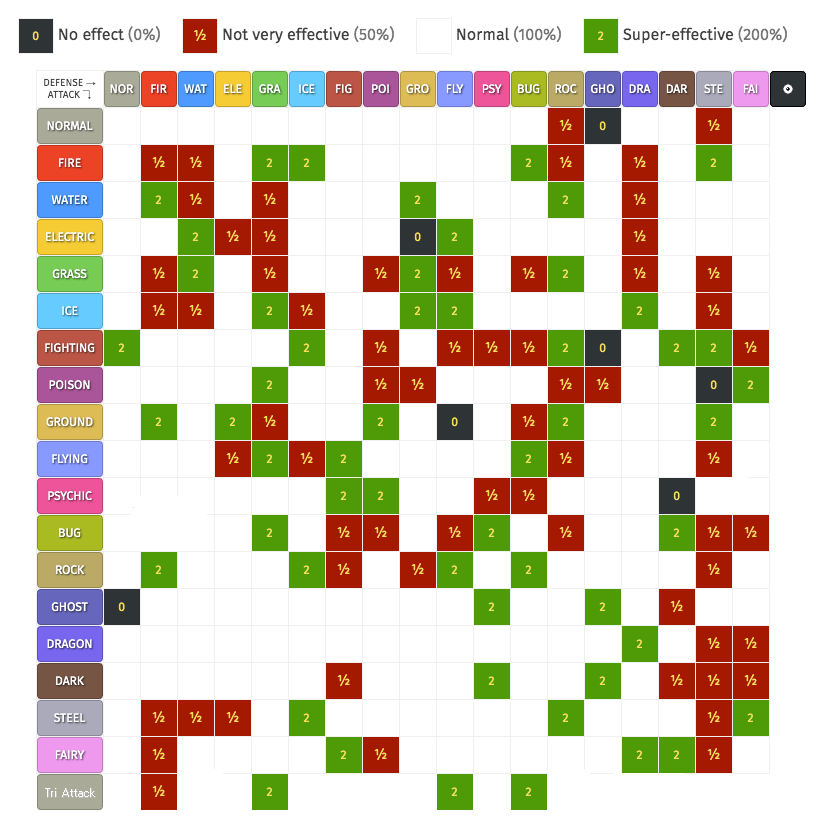 0 No effect (0%) ½ Not very effective (50%) Normal (100%) 2 Super-effective (200%)
DEFENSE →
ATTACK ↴
NOR FIR WAT ELE GRA ICE FIG POI GRO FLY PSY BUG ROC GHO DRA DAR STE FAI
NORMAL ½ 0 ½
FIRE ½ ½ 2 2 2 ½ ½ 2
WATER 2 ½ ½ 2 2 ½
ELECTRIC 2 ½ ½ 0 2 ½
GRASS ½ 2 ½ ½ 2 ½ ½ 2 ½ ½
ICE ½ ½ 2 ½ 2 2 2 ½
FIGHTING 2 2 ½ ½ ½ ½ 2 0 2 2 ½
POISON 2 ½ ½ ½ ½ 0 2
GROUND 2 2 ½ 2 0 ½ 2 2
FLYING ½ 2 ½ 2 2 ½ ½
PSYCHIC 2 2 ½ ½ 0
BUG 2 ½ ½ ½ 2 ½ 2 ½ ½
ROCK 2 2 ½ ½ 2 2 ½
GHOST 0 2 2 ½
DRAGON 2 ½ ½
DARK ½ 2 2 ½ ½ ½
STEEL ½ ½ ½ 2 2 ½ 2
FAIRY ½ 2 ½ 2 2 ½
Tri Attack ½ 2 2 2